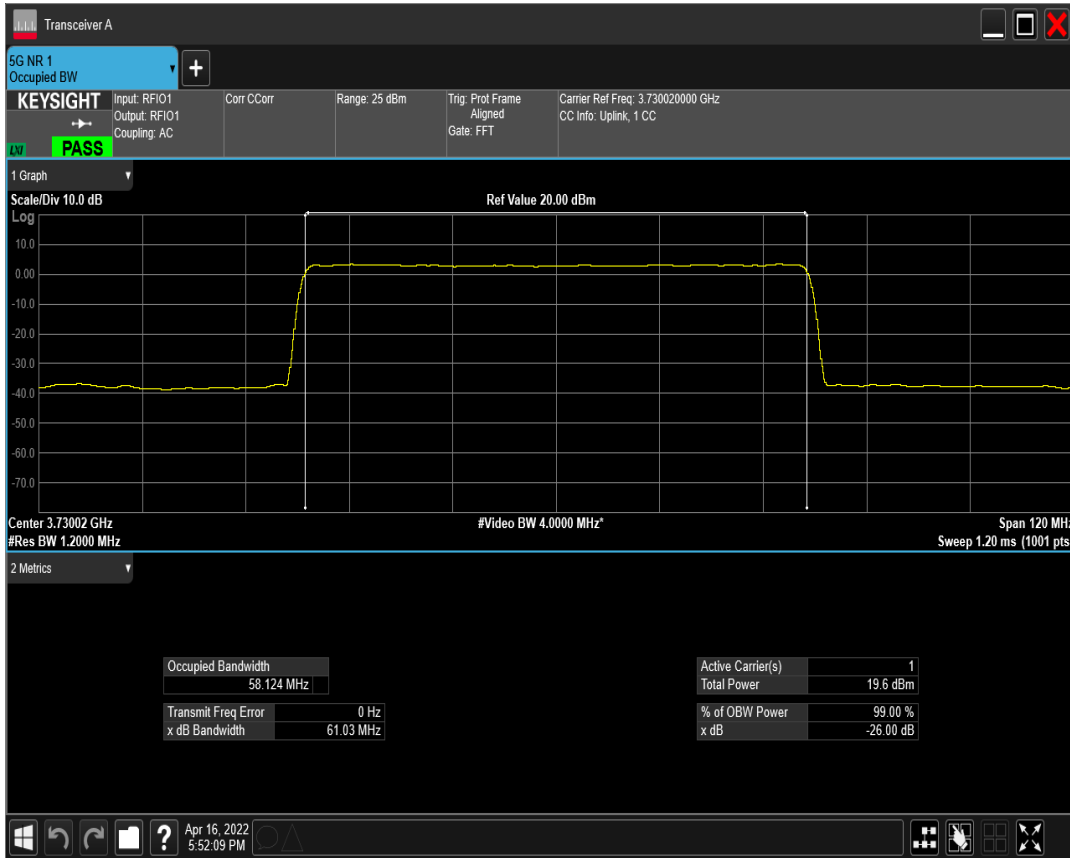 Transceiver A
5G NR 1
Occupied BW
+
KEYSIGHT
LXI
PASS
Input: RFIO1
Output: RFIO1
Coupling: AC
Corr CCorr
Range: 25 dBm
Trig: Prot Frame
Aligned
Gate: FFT
Carrier Ref Freq: 3.730020000 GHz
CC Info: Uplink, 1 CC
1 Graph
Scale/Div 10.0 dB
Ref Value 20.00 dBm
Log
10.0
0.00
-10.0
-20.0
-30.0
-40.0
-50.0
-60.0
-70.0
Center 3.73002 GHz
#Video BW 4.0000 MHz*
Span 120 MHz
#Res BW 1.2000 MHz
Sweep 1.20 ms (1001 pts
2 Metrics
Occupied Bandwidth
58.124 MHz
Transmit Freq Error 0 Hz
x dB Bandwidth 61.03 MHz
Active Carrier(s) 1
Total Power 19.6 dBm
% of OBW Power 99.00 %
x dB -26.00 dB
?
Apr 16, 2022
5:52:09 PM